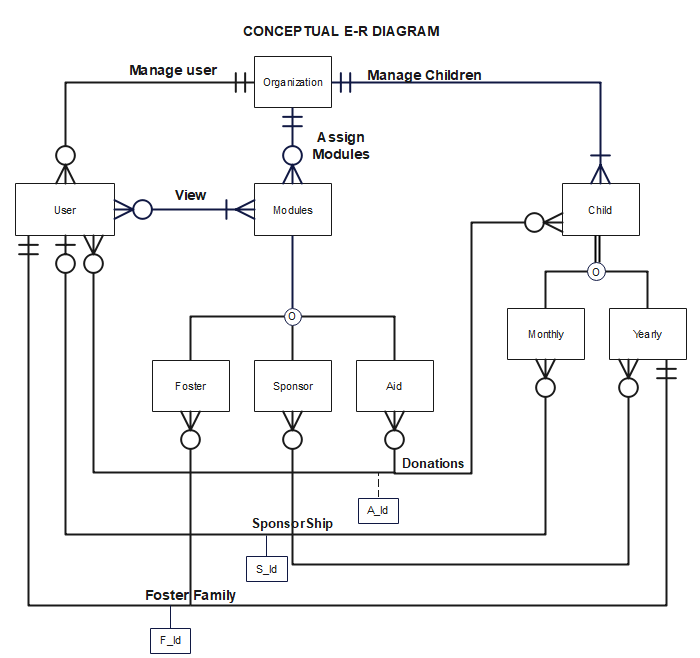 CONCEPTUAL E-R DIAGRAM
Manage user
Organization
Manage Children
Assign
Modules
User
View
Modules
Child
O
O
Monthly
Yearly
Foster
Sponsor
Aid
Donations
A_Id
SponsorShip
S_Id
Foster Family
F_Id